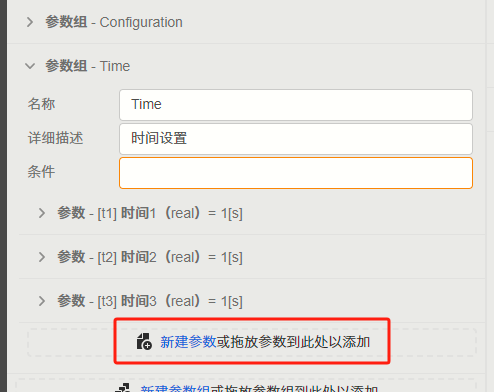 参数组 - Configuration
参数组 - Time
名称 Time
详细描述 时间设置
条件
参数 - [t1] 时间1（real）= 1[s]
参数 - [t2] 时间2（real）= 1[s]
参数 - [t3] 时间3（real）= 1[s]
新建参数或拖放参数到此处以添加
新建参数组或拖放参数组到此处以添加